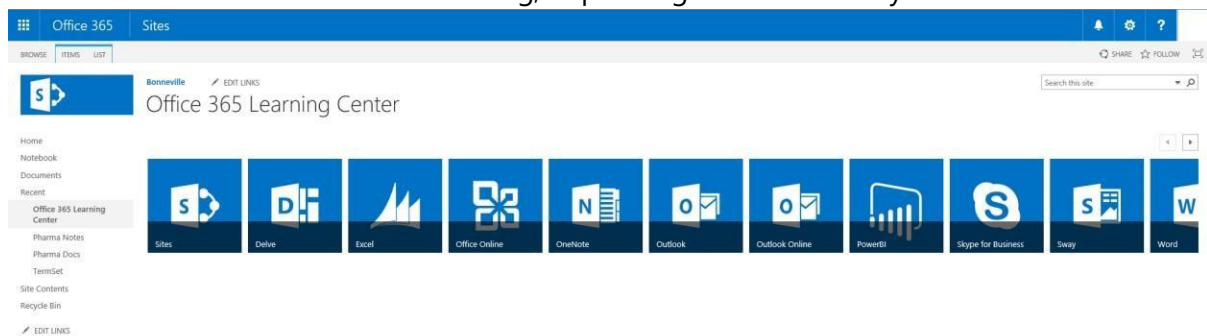 Office 365 Sites ?
BROWSE ITEMS LIST SHARE FOLLOW
S
Bonneville EDIT LINKS
Search this site
Office 365 Learning Center
Home
Notebook
Documents
Recent
Office 365 Learning
Center
Pharma Notes
Pharma Docs
TermSet
Site Contents
Recycle Bin
EDIT LINKS
S D N O O S S W
Sites Delve Excel Office Online OneNote Outlook Outlook Online PowerBI Skype for Business Sway Word